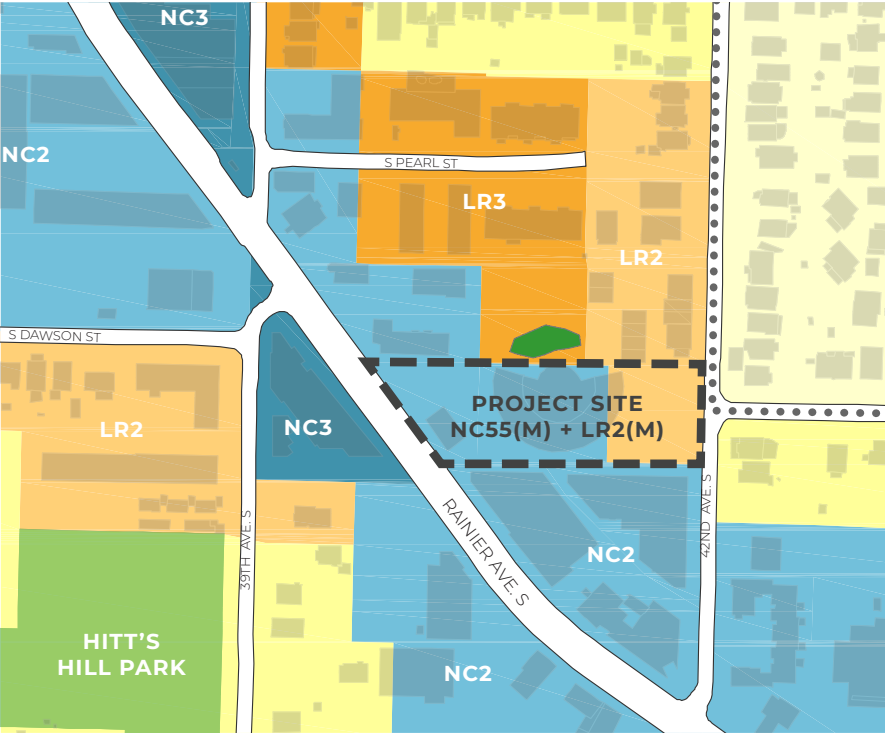 NC3
NC2
S PEARL ST
LR3
LR2
S DAWSON ST
PROJECT SITE
NC55(M) + LR2(M)
LR2
NC3
RAINIER AVE. S
42ND AVE. S
39TH AVE. S
NC2
HITT’S
HILL PARK
NC2